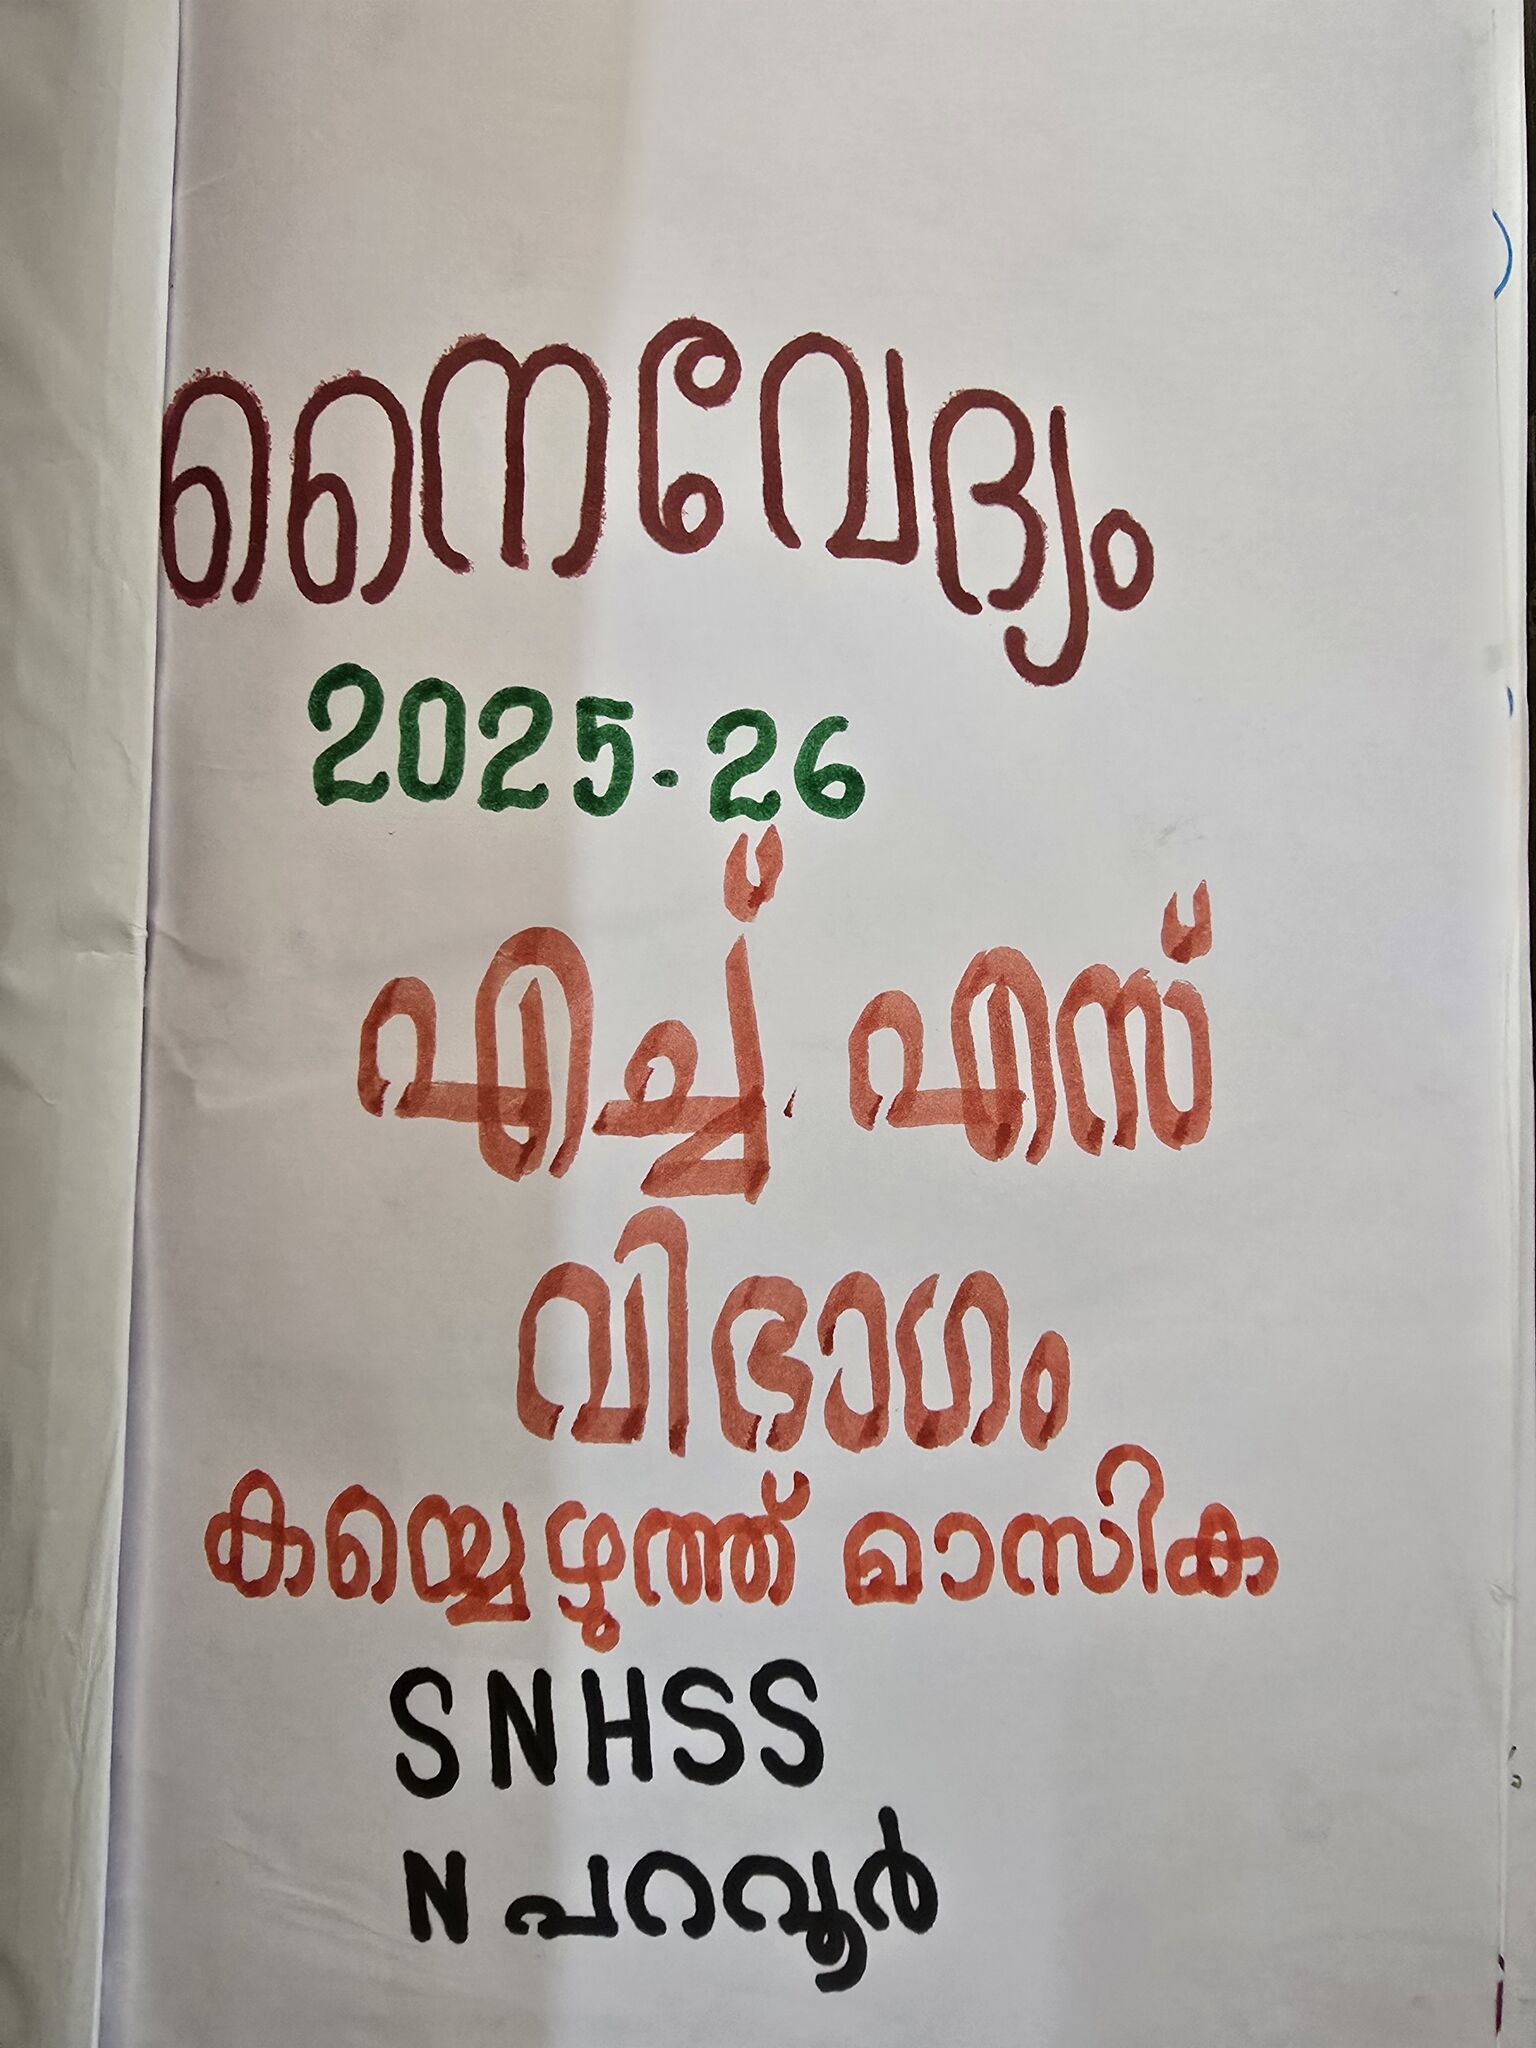 നൈവേദ്യം
2025-26
എച്ച്. എസ്
വിഭാഗം
കയ്യെഴുത്ത് മാസിക
SNHSS
N പറവൂർ